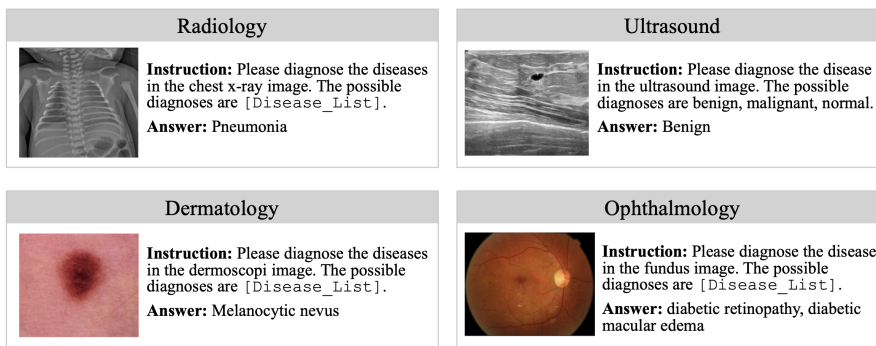 Radiology
Instruction: Please diagnose the diseases
in the chest x-ray image. The possible
diagnoses are [Disease_List].
Answer: Pneumonia
Ultrasound
Instruction: Please diagnose the disease
in the ultrasound image. The possible
diagnoses are benign, malignant, normal.
Answer: Benign
Dermatology
Instruction: Please diagnose the diseases
in the dermoscopi image. The possible
diagnoses are [Disease_List].
Answer: Melanocytic nevus
Ophthalmology
Instruction: Please diagnose the disease
in the fundus image. The possible
diagnoses are [Disease_List].
Answer: diabetic retinopathy, diabetic
macular edema